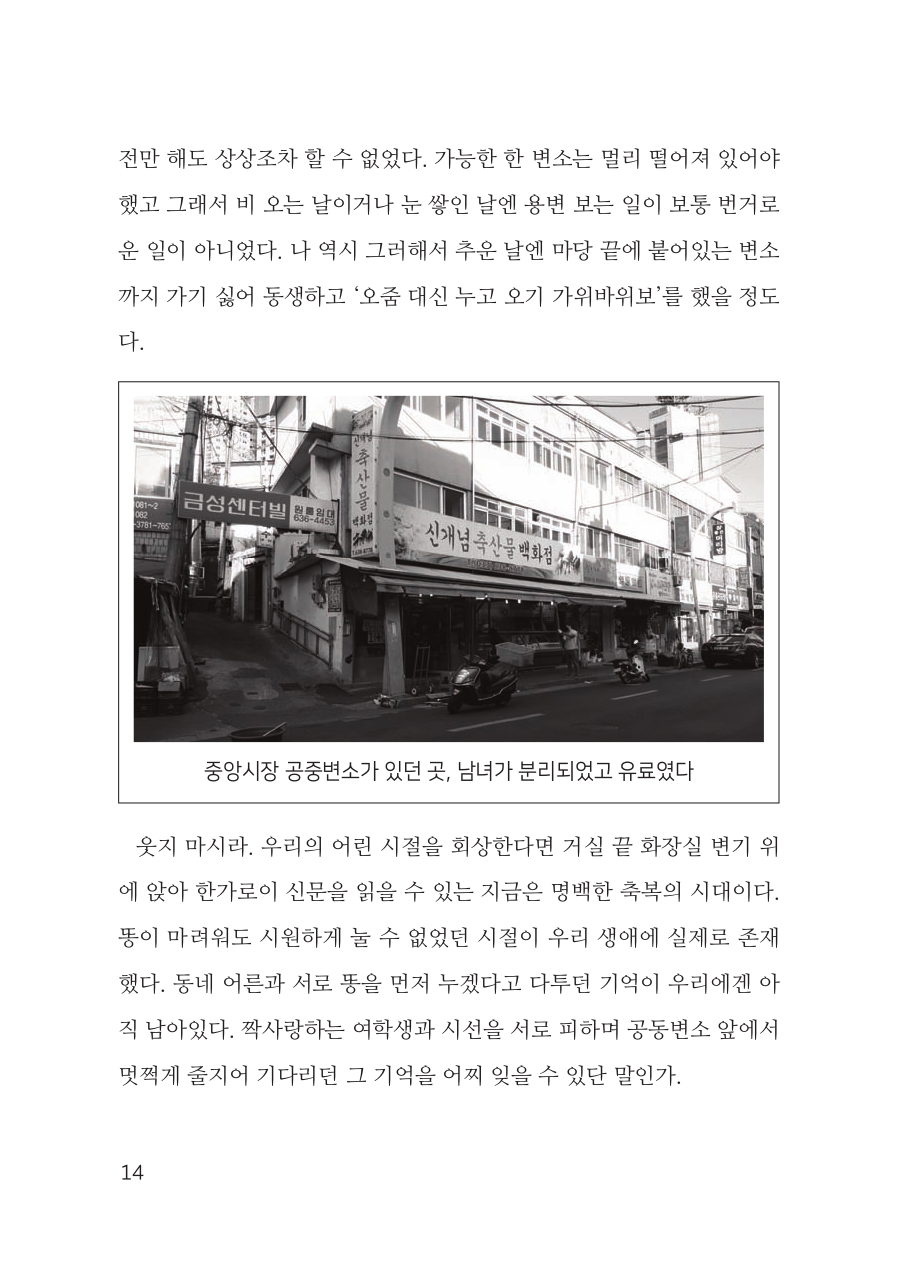 전만 해도 상상조차 할 수 없었다. 가능한 한 변소는 멀리 떨어져 있어야
했고 그래서 비 오는 날이거나 눈 쌓인 날엔 용변 보는 일이 보통 번거로
운 일이 아니었다. 나 역시 그러해서 추운 날엔 마당 끝에 붙어있는 변소
까지 가기 싫어 동생하고 ‘오줌 대신 누고 오기 가위바위보’를 했을 정도
다.
081~2
082
-3781~765
금성센터빌
원룸임대
636-4453
신개념
축산물
백화점
신개념 축산물 백화점
중앙시장 공중변소가 있던 곳, 남녀가 분리되었고 유료였다
웃지 마시라. 우리의 어린 시절을 회상한다면 거실 끝 화장실 변기 위
에 앉아 한가로이 신문을 읽을 수 있는 지금은 명백한 축복의 시대이다.
똥이 마려워도 시원하게 눌 수 없었던 시절이 우리 생애에 실제로 존재
했다. 동네 어른과 서로 똥을 먼저 누겠다고 다투던 기억이 우리에겐 아
직 남아있다. 짝사랑하는 여학생과 시선을 서로 피하며 공동변소 앞에서
멋쩍게 줄지어 기다리던 그 기억을 어찌 잊을 수 있단 말인가.
14